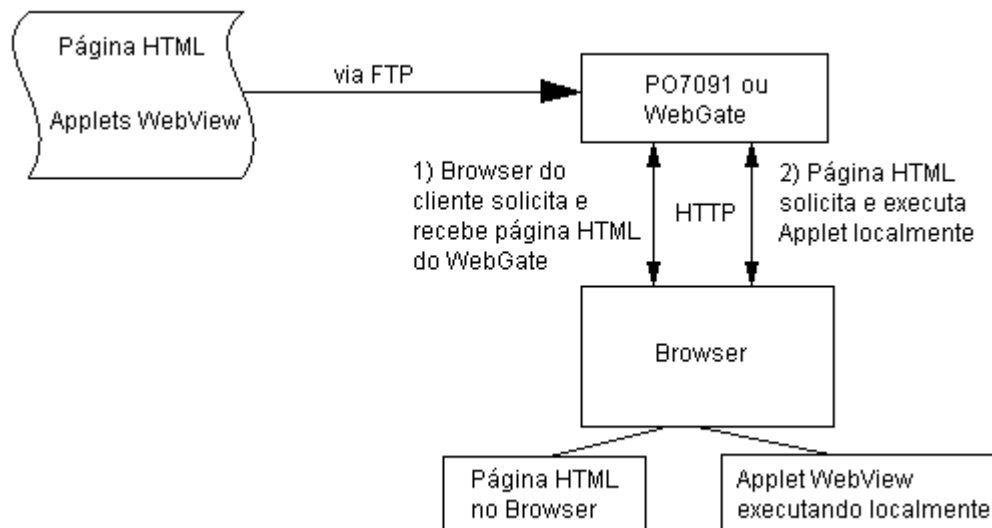 Página HTML
Applets WebView
via FTP
PO7091 ou
WebGate
1) Browser do
cliente solicita e
recebe página HTML
do WebGate
HTTP
2) Página HTML
solicita e executa
Applet localmente
Browser
Página HTML
no Browser
Applet WebView
executando localmente